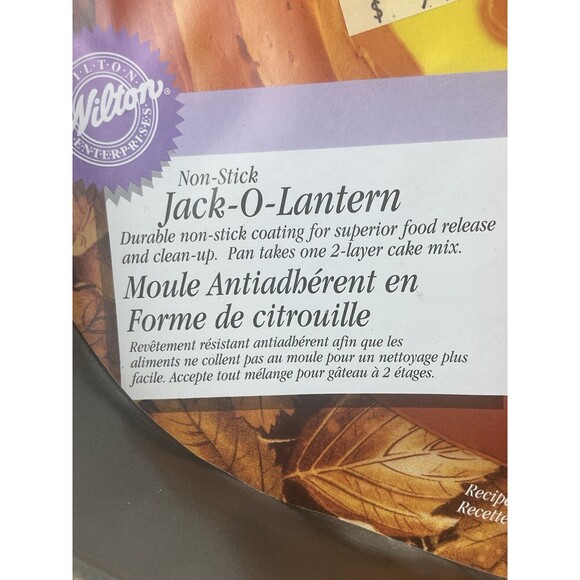 $.
WILTON
Wilton®
ENTERPRISES
Non-Stick
Jack-O-Lantern
Durable non-stick coating for superior food release
and clean-up. Pan takes one 2-layer cake mix.
Moule Antiadhérent en
Forme de citrouille
Revêtement résistant antiadhérent afin que les
aliments ne collent pas au moule pour un nettoyage plus
facile. Accepte tout mélange pour gâteau à 2 étages.